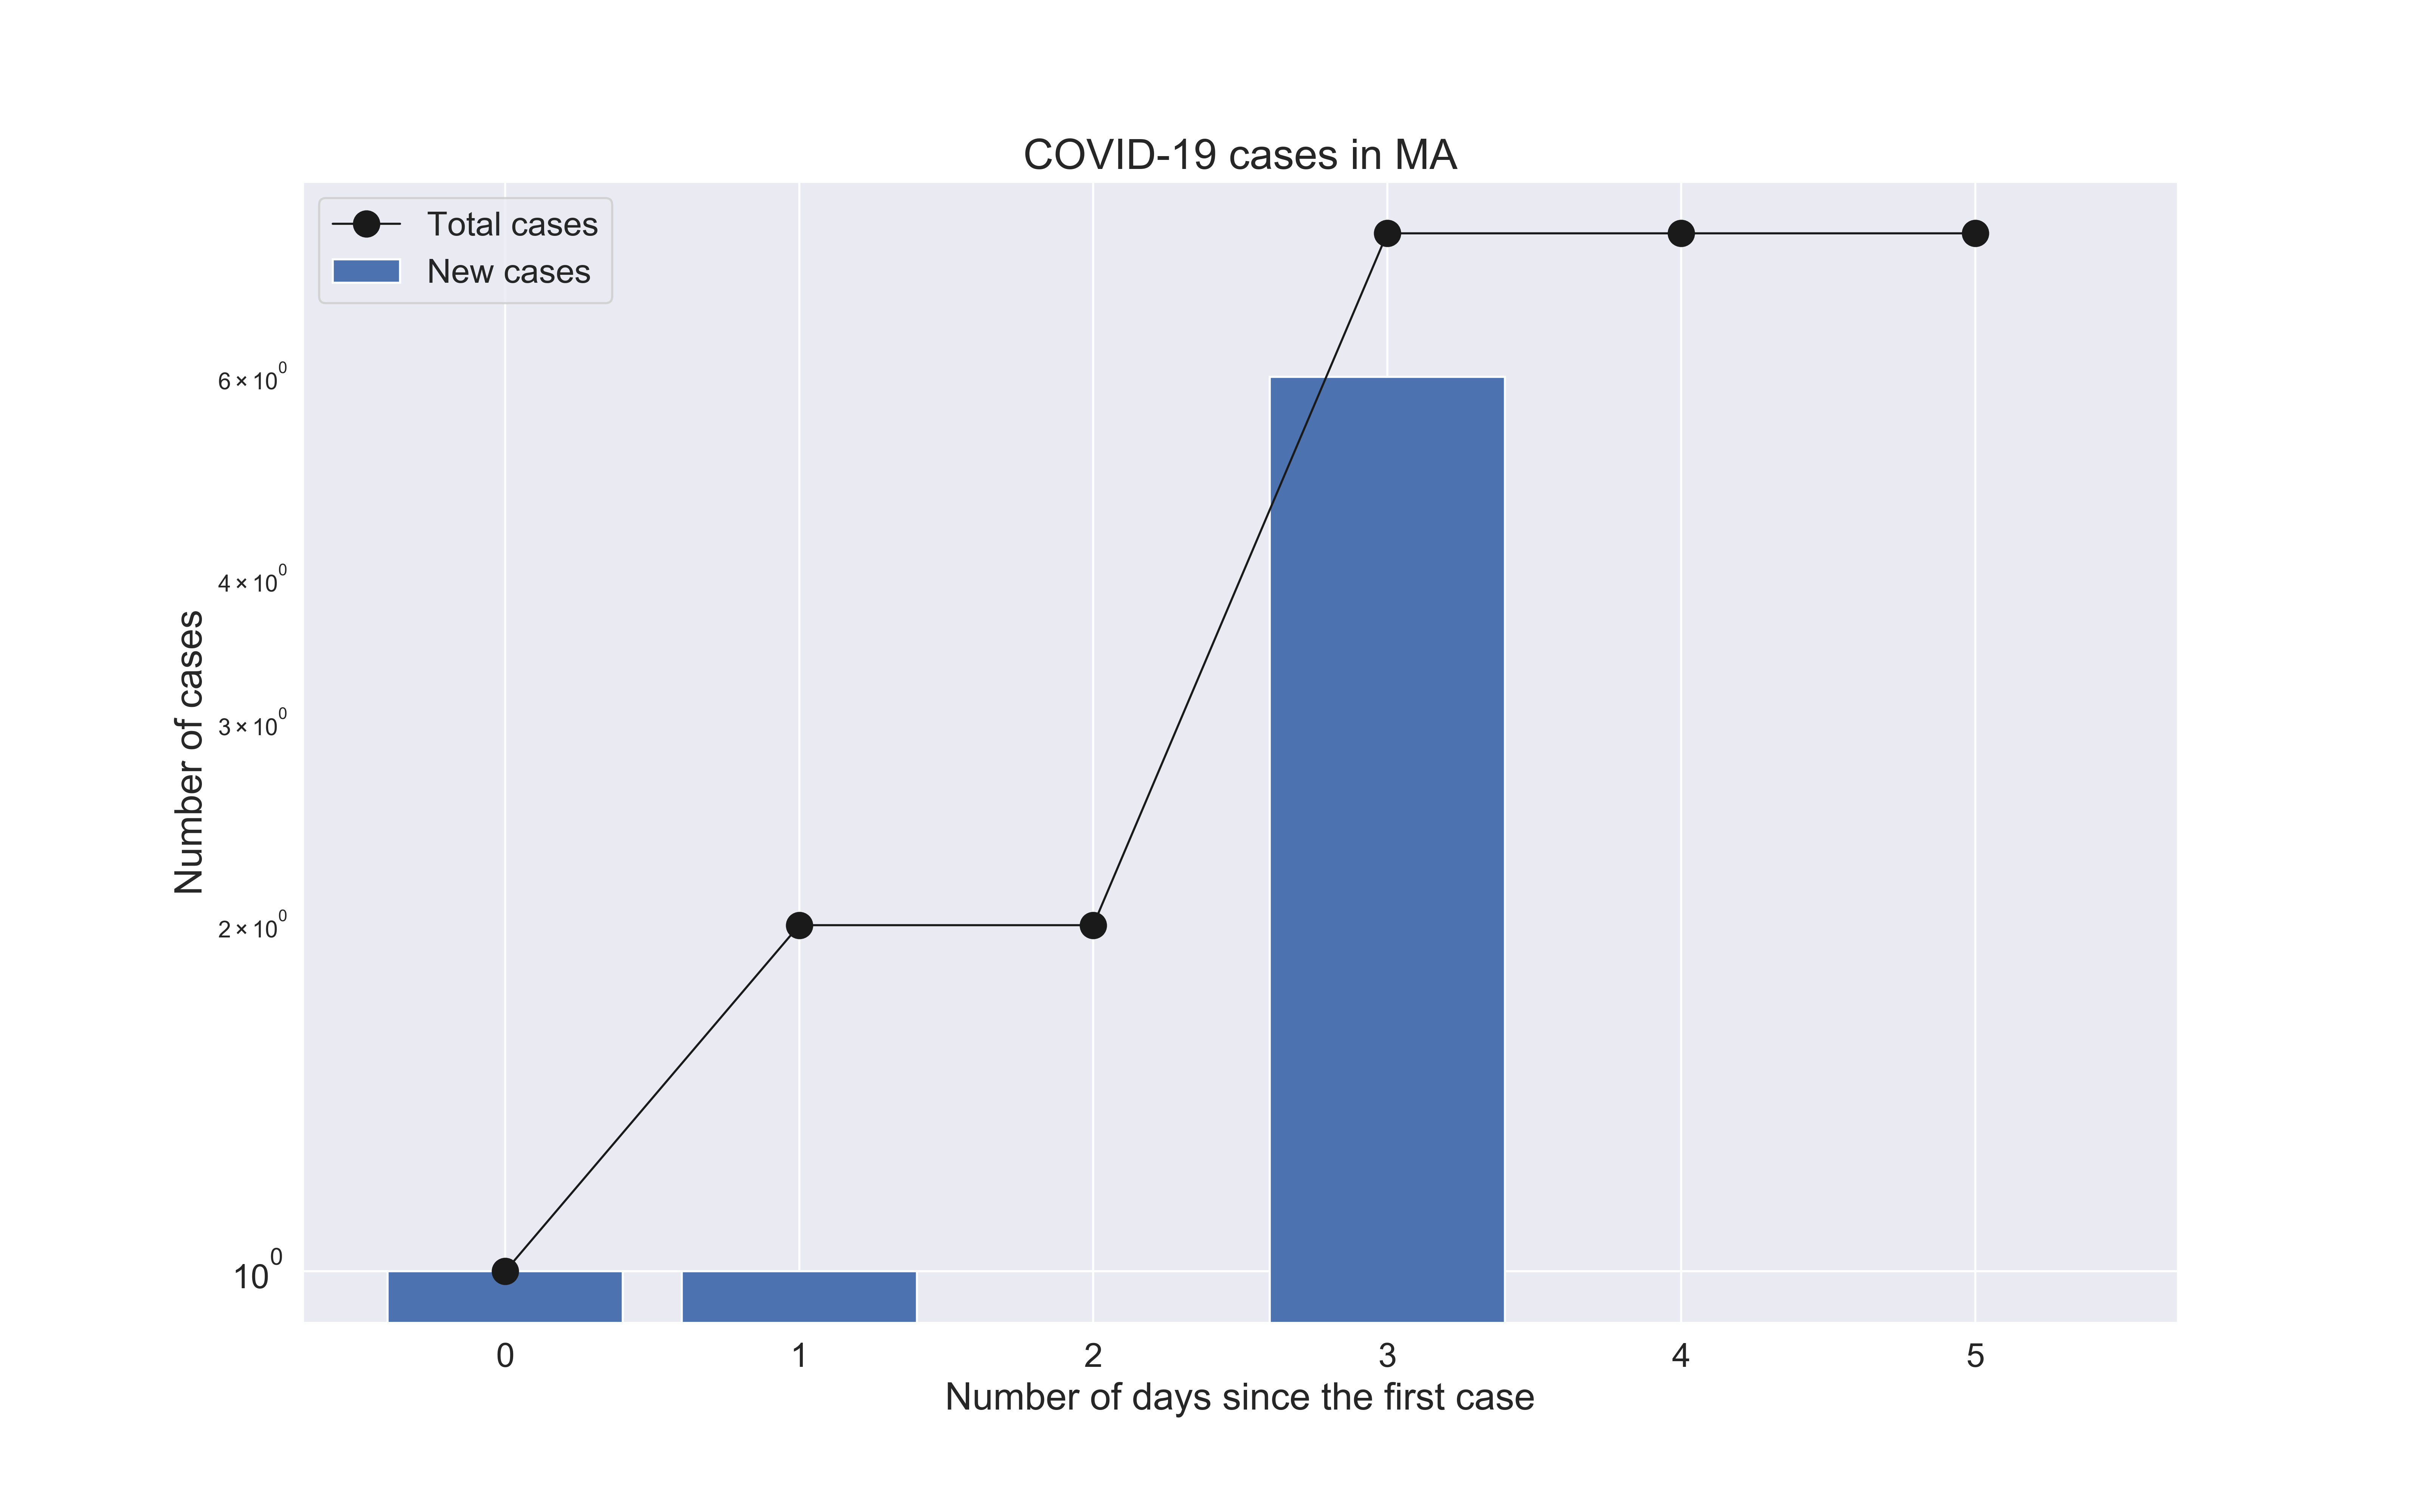 COVID-19 cases in MA
Total cases
New cases
6 × 10⁰
4 × 10⁰
3 × 10⁰
2 × 10⁰
10⁰
Number of cases
0 1 2 3 4 5
Number of days since the first case